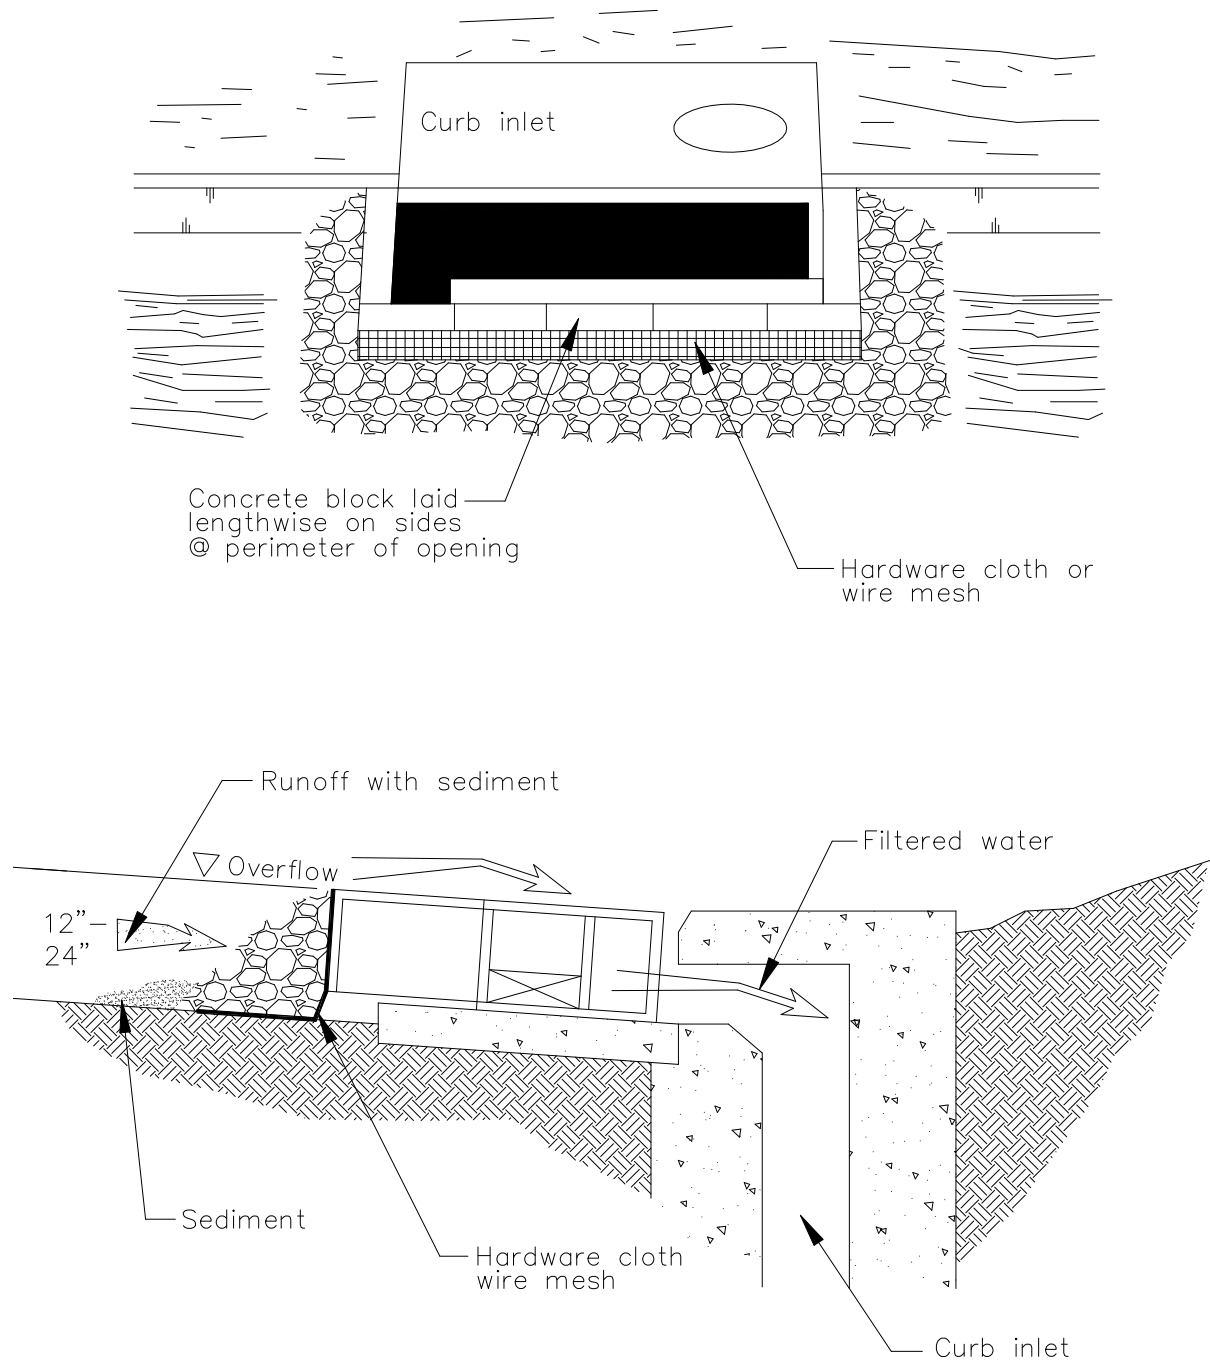 Curb inlet
Concrete block laid
lengthwise on sides
@ perimeter of opening
Hardware cloth or
wire mesh
Runoff with sediment
Filtered water
Overflow
12”–
24”
Sediment
Hardware cloth
wire mesh
Curb inlet